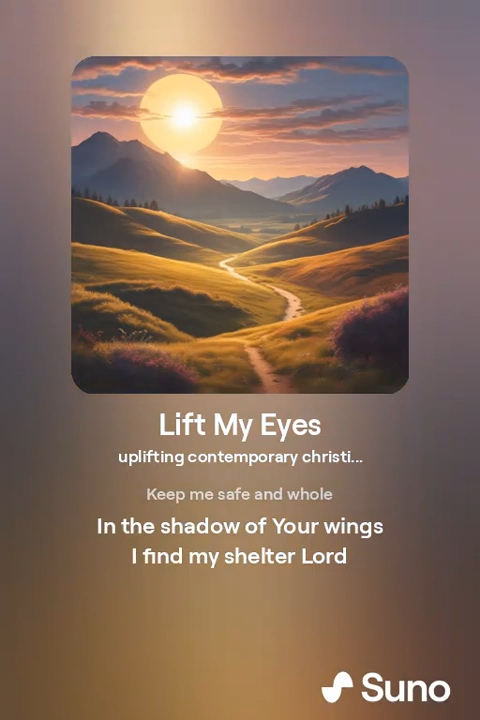 Lift My Eyes
uplifting contemporary christi...
Keep me safe and whole
In the shadow of Your wings
I find my shelter Lord
Suno